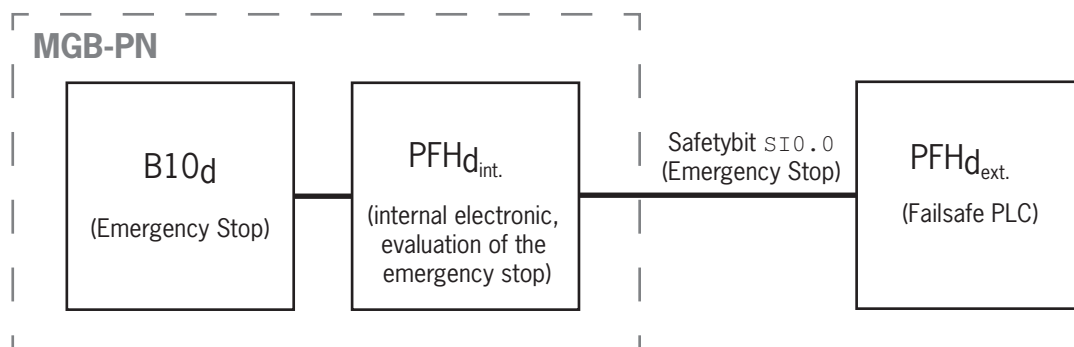 MGB-PN
B10d
(Emergency Stop)
PFHdint.
(internal electronic,
evaluation of the
emergency stop)
Safetybit SI0.0
(Emergency Stop)
PFHdext.
(Failsafe PLC)